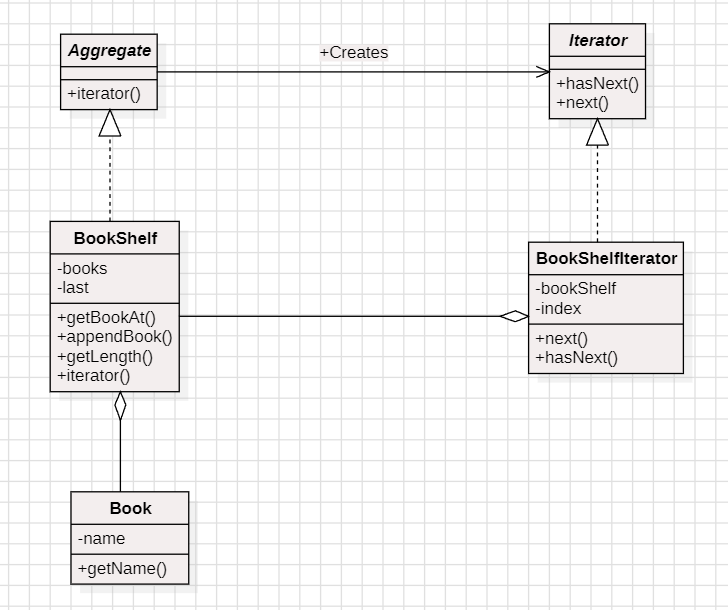 Aggregate
+iterator()
+Creates
Iterator
+hasNext()
+next()
BookShelf
-books
-last
+getBookAt()
+appendBook()
+getLength()
+iterator()
BookShelfIterator
-bookShelf
-index
+next()
+hasNext()
Book
-name
+getName()